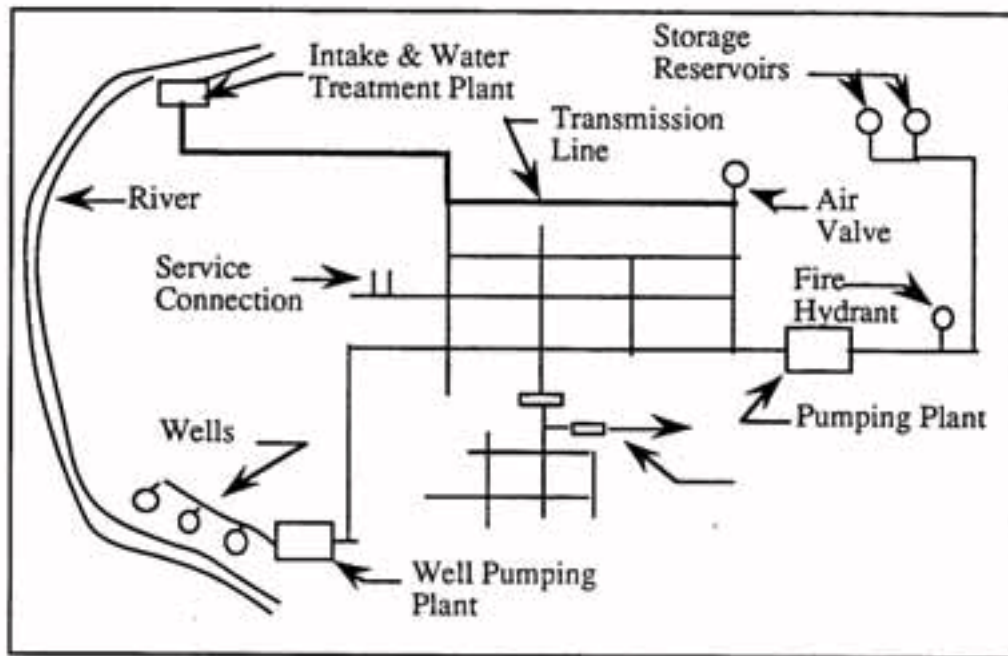 Intake & Water
Treatment Plant
Storage
Reservoirs
Transmission
Line
River
Air
Valve
Service
Connection
Fire
Hydrant
Pumping Plant
Wells
Well Pumping
Plant